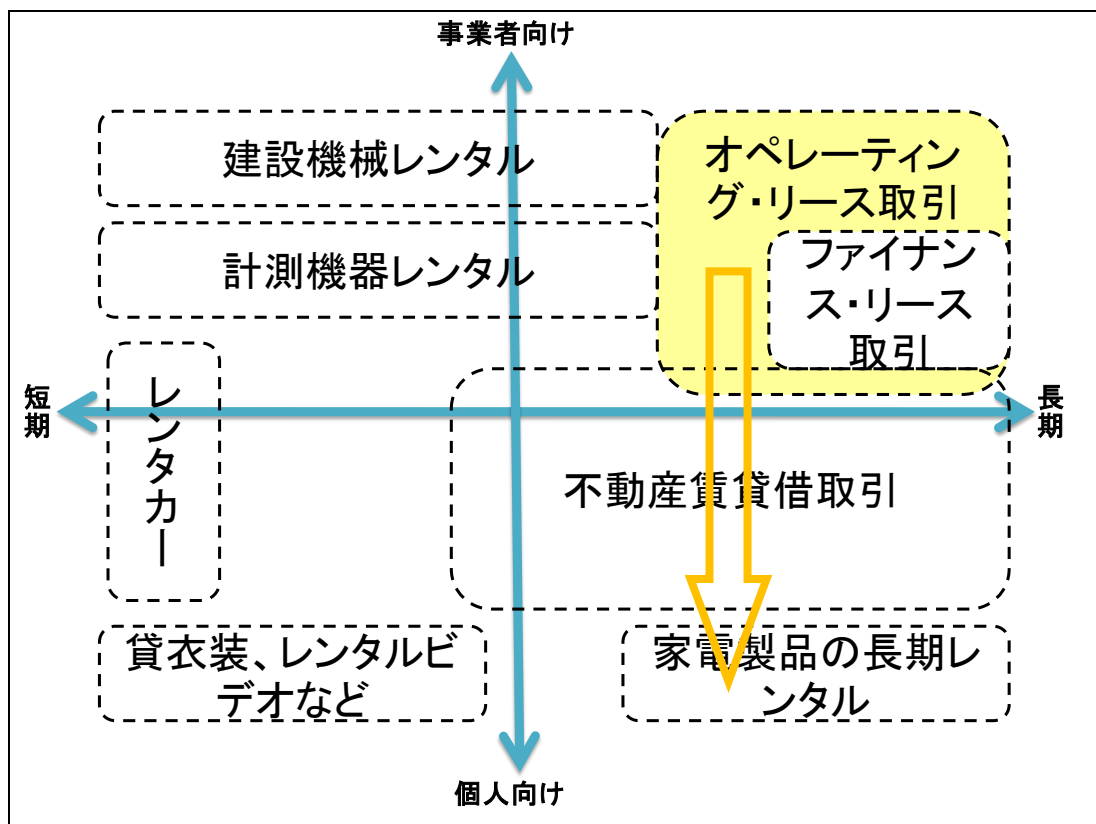 事業者向け
建設機械レンタル
オペレーティン
グ・リース取引
計測機器レンタル
ファイナン
ス・リース
取引
短期
レンタカー
長期
不動産賃貸借取引
貸衣装、レンタルビ
デオなど
家電製品の長期レ
ンタル
個人向け